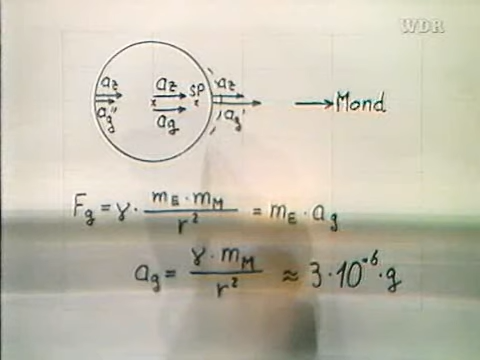 WDR
az az SP az
ag'' ag ag' Mond
Fg = γ · mE · mM / r² = mE · ag
ag = γ · mM / r² ≈ 3 · 10⁻⁶ · g